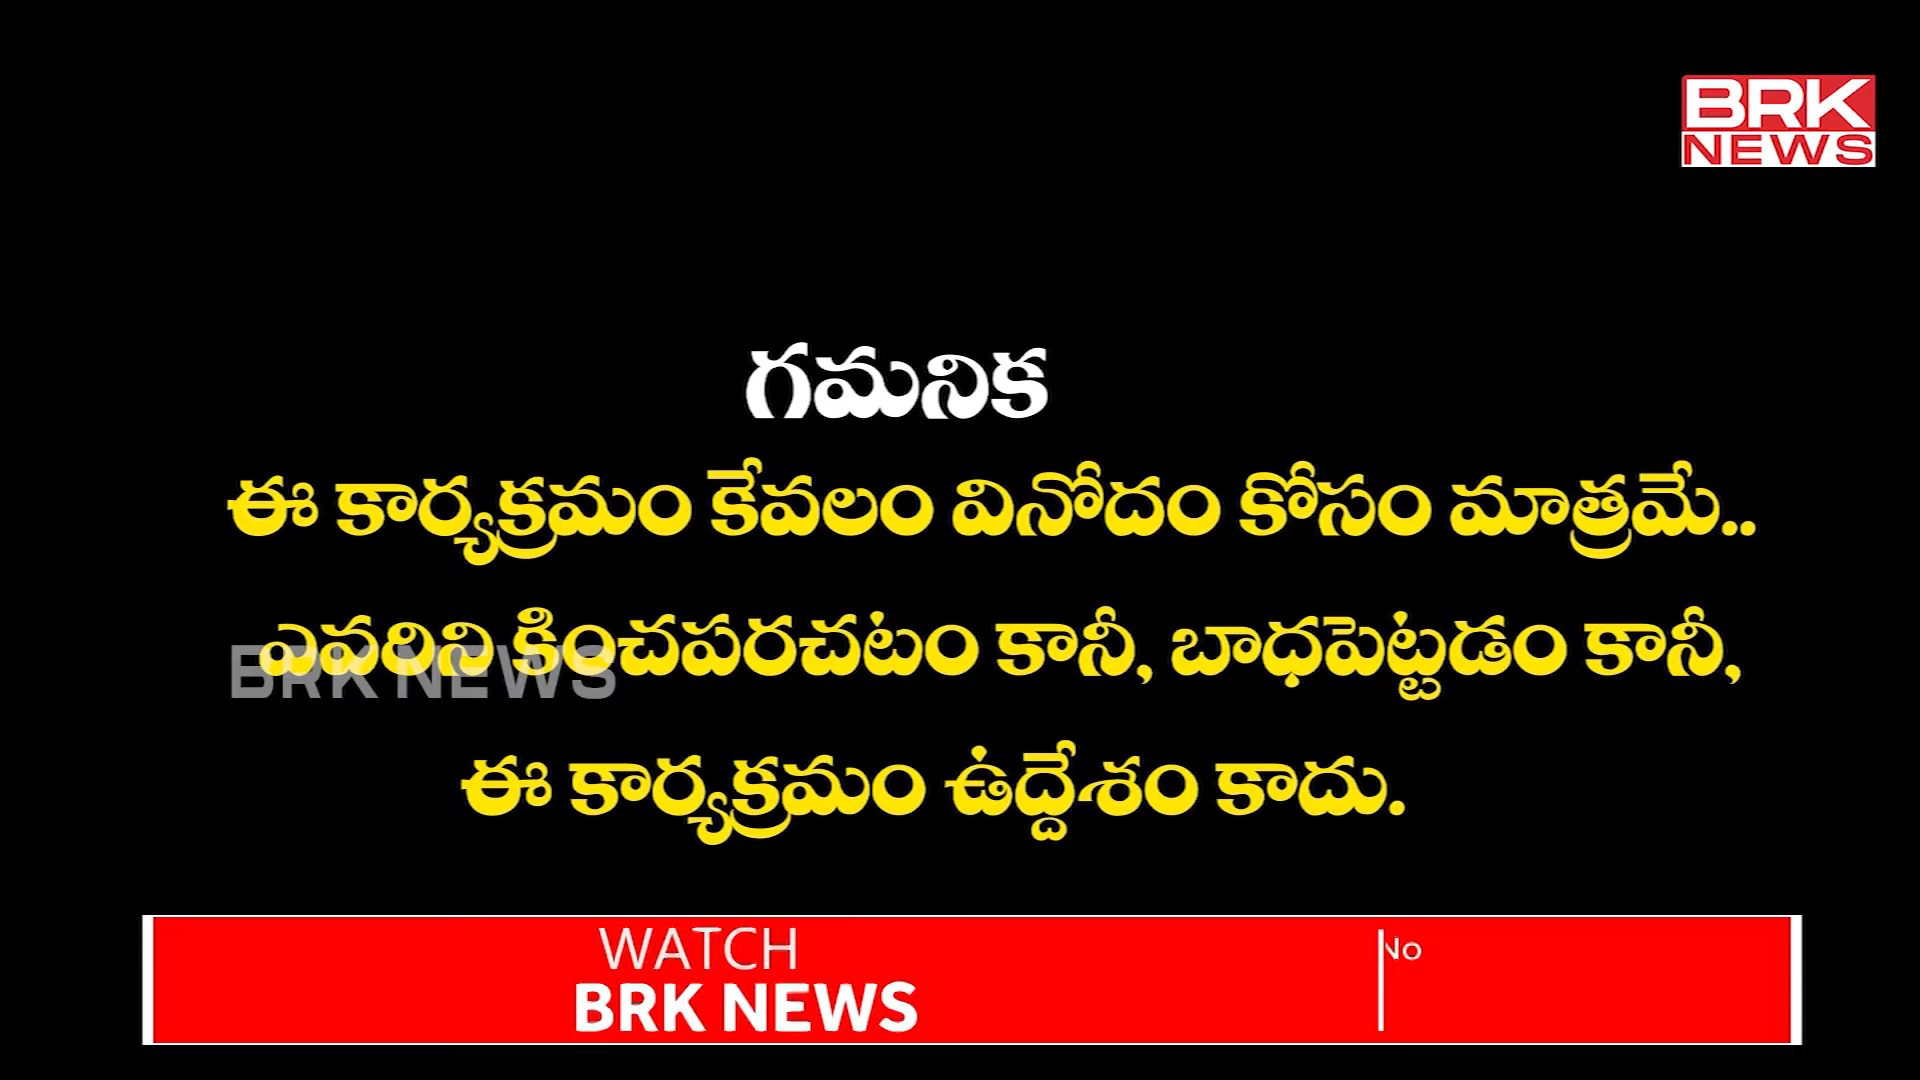 BRK
NEWS
గమనిక
ఈ కార్యక్రమం కేవలం వినోదం కోసం మాత్రమే..
ఎవరిని కించపరచటం కానీ, బాధపెట్టడం కానీ,
BRK NEWS
ఈ కార్యక్రమం ఉద్దేశం కాదు.
WATCH
BRK NEWS
No